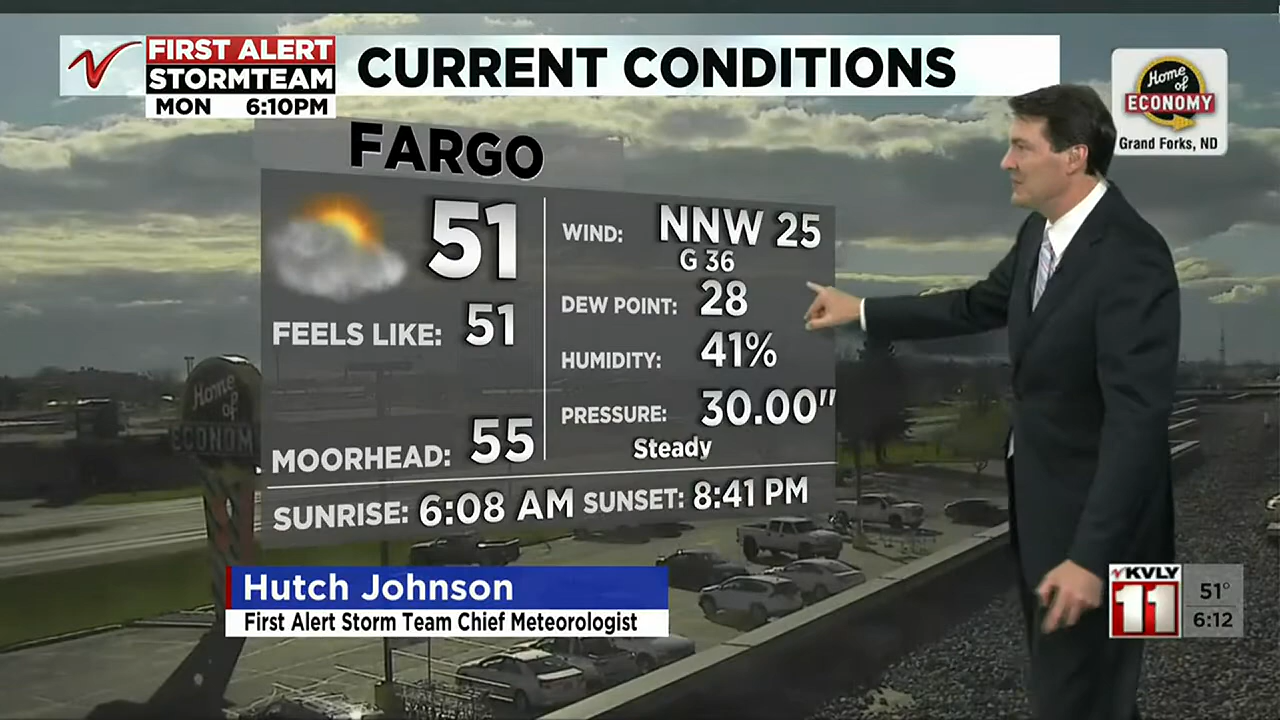 FIRST ALERT
STORMTEAM
MON 6:10PM
CURRENT CONDITIONS
Home
of
ECONOMY
Grand Forks, ND
FARGO
51
WIND: NNW 25
G 36
DEW POINT: 28
FEELS LIKE: 51
HUMIDITY: 41%
PRESSURE: 30.00"
Steady
MOORHEAD: 55
SUNRISE: 6:08 AM SUNSET: 8:41 PM
Home
of
ECONOM
Hutch Johnson
First Alert Storm Team Chief Meteorologist
KVLY
11
51°
6:12